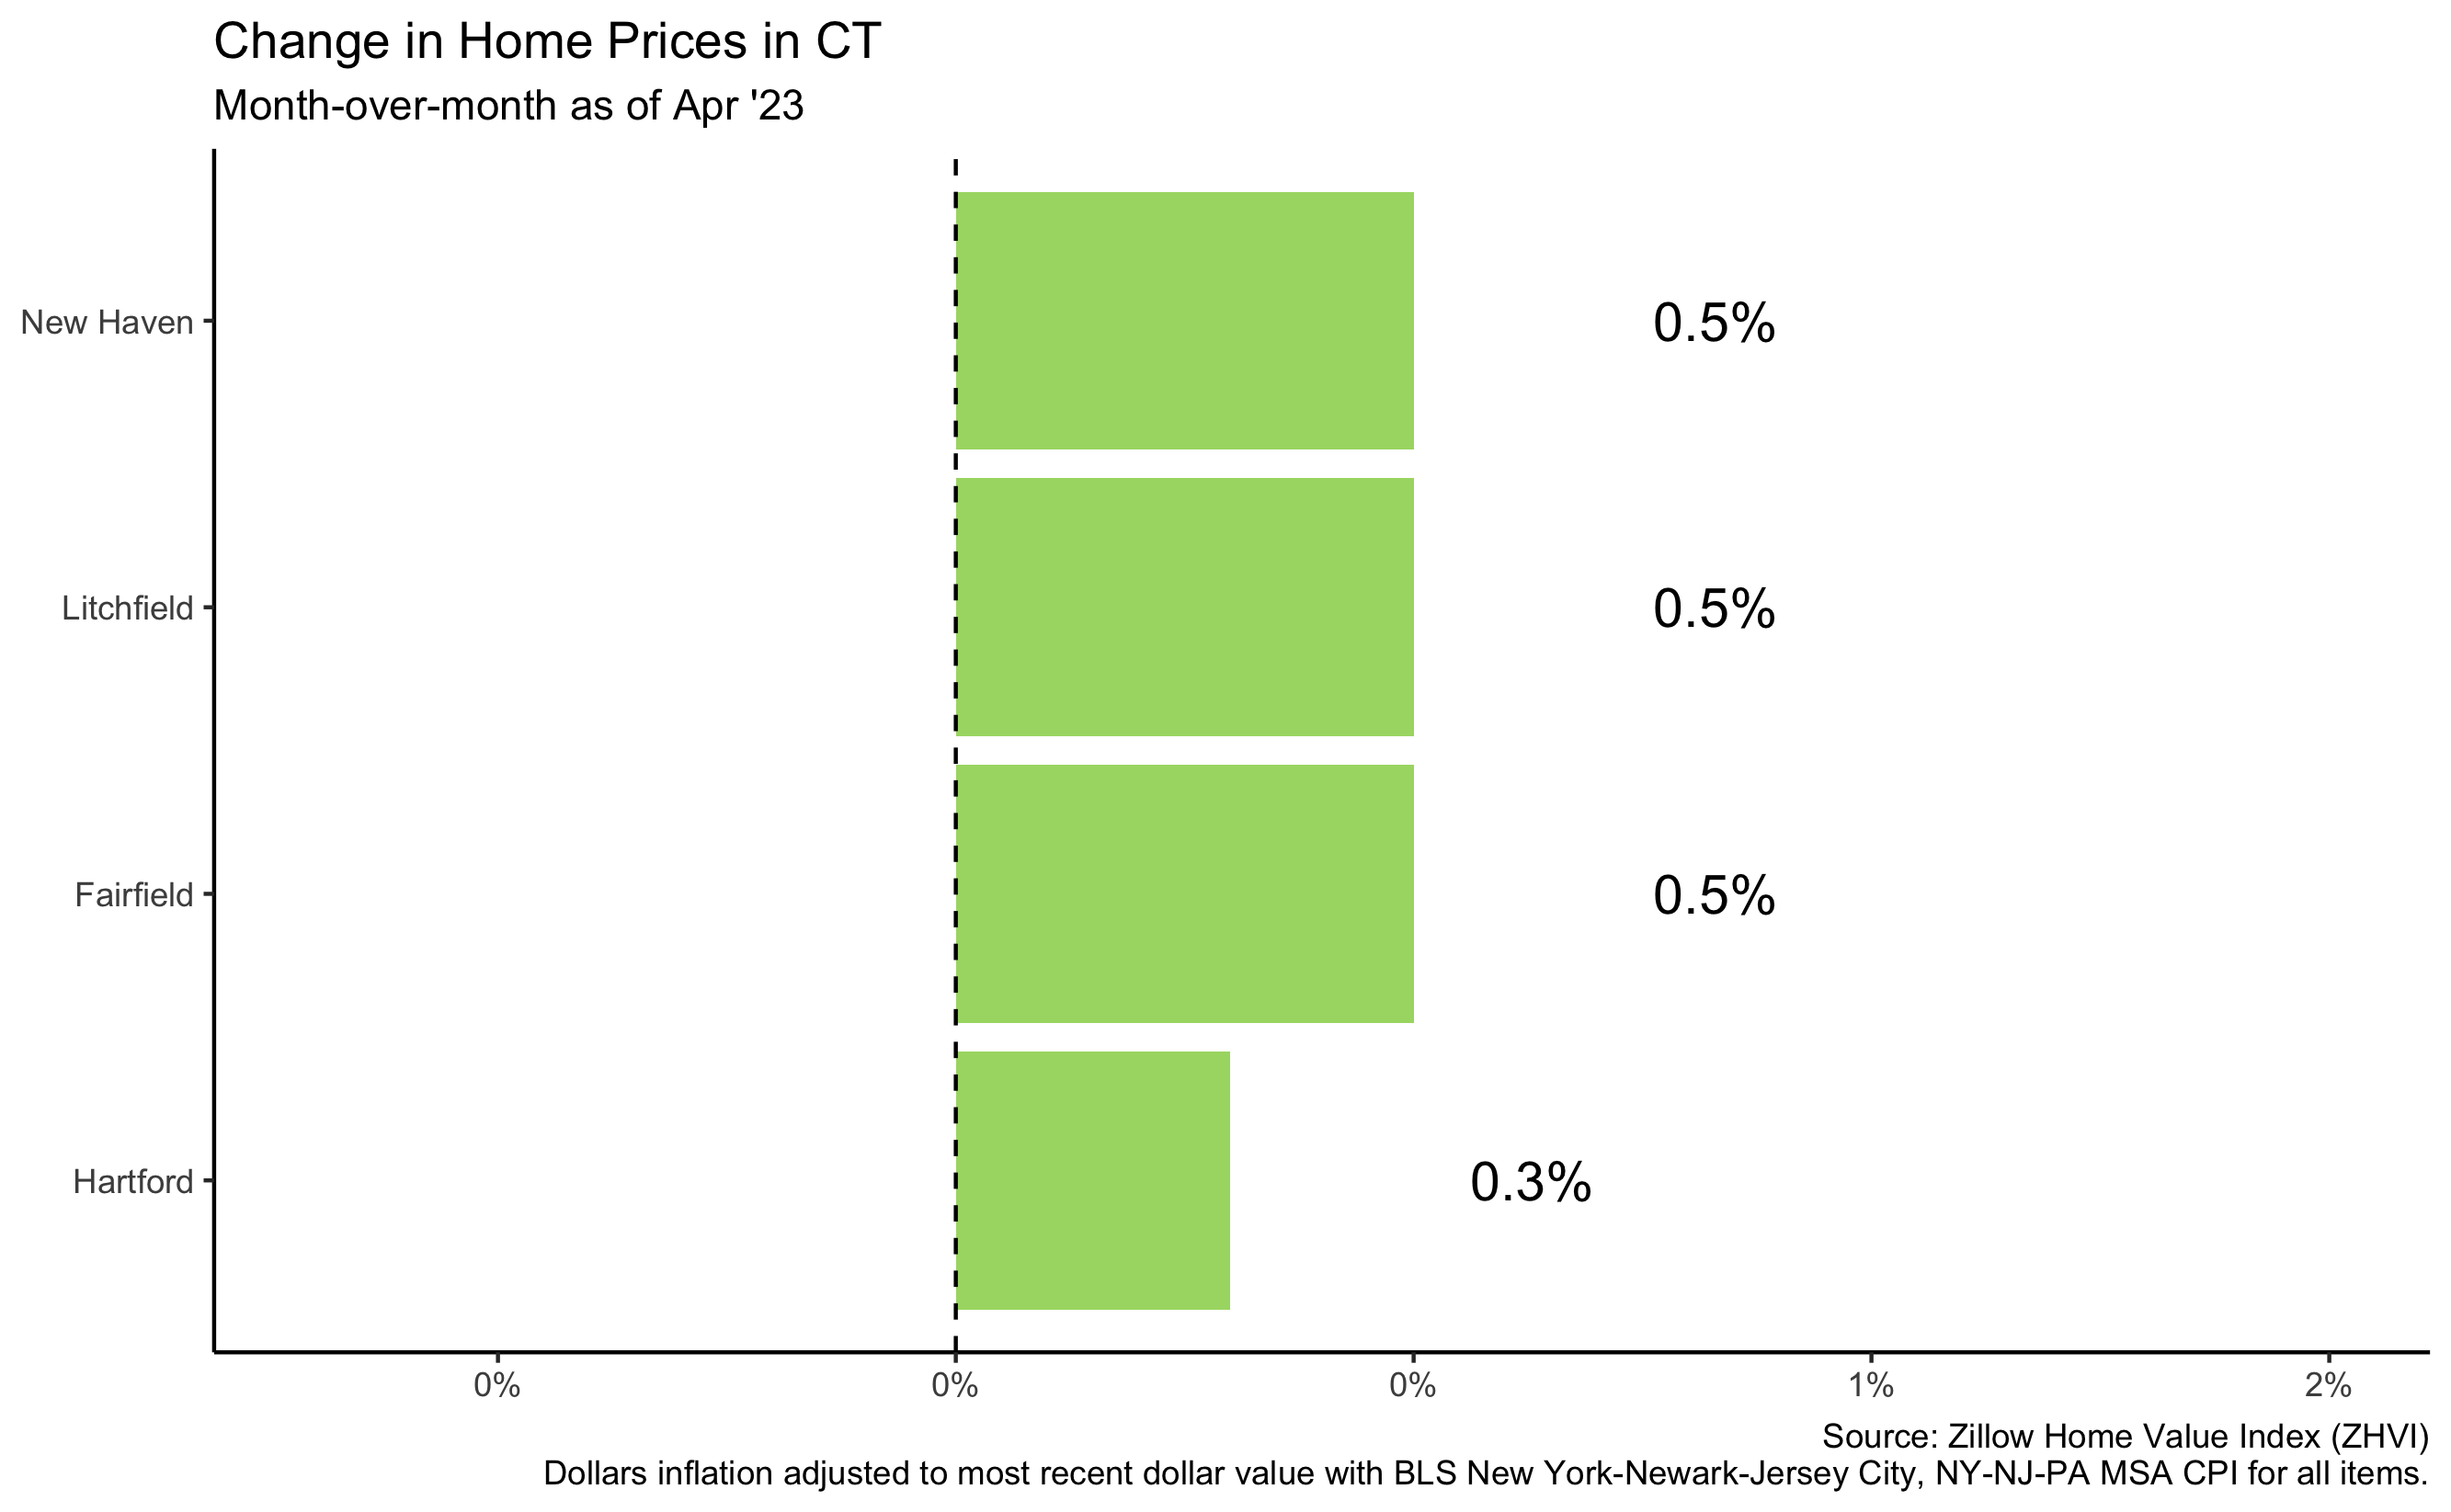 Change in Home Prices in CT
Month-over-month as of Apr '23
New Haven
0.5%
Litchfield
0.5%
Fairfield
0.5%
Hartford
0.3%
0%
0%
0%
1%
2%
Source: Zillow Home Value Index (ZHVI)
Dollars inflation adjusted to most recent dollar value with BLS New York-Newark-Jersey City, NY-NJ-PA MSA CPI for all items.